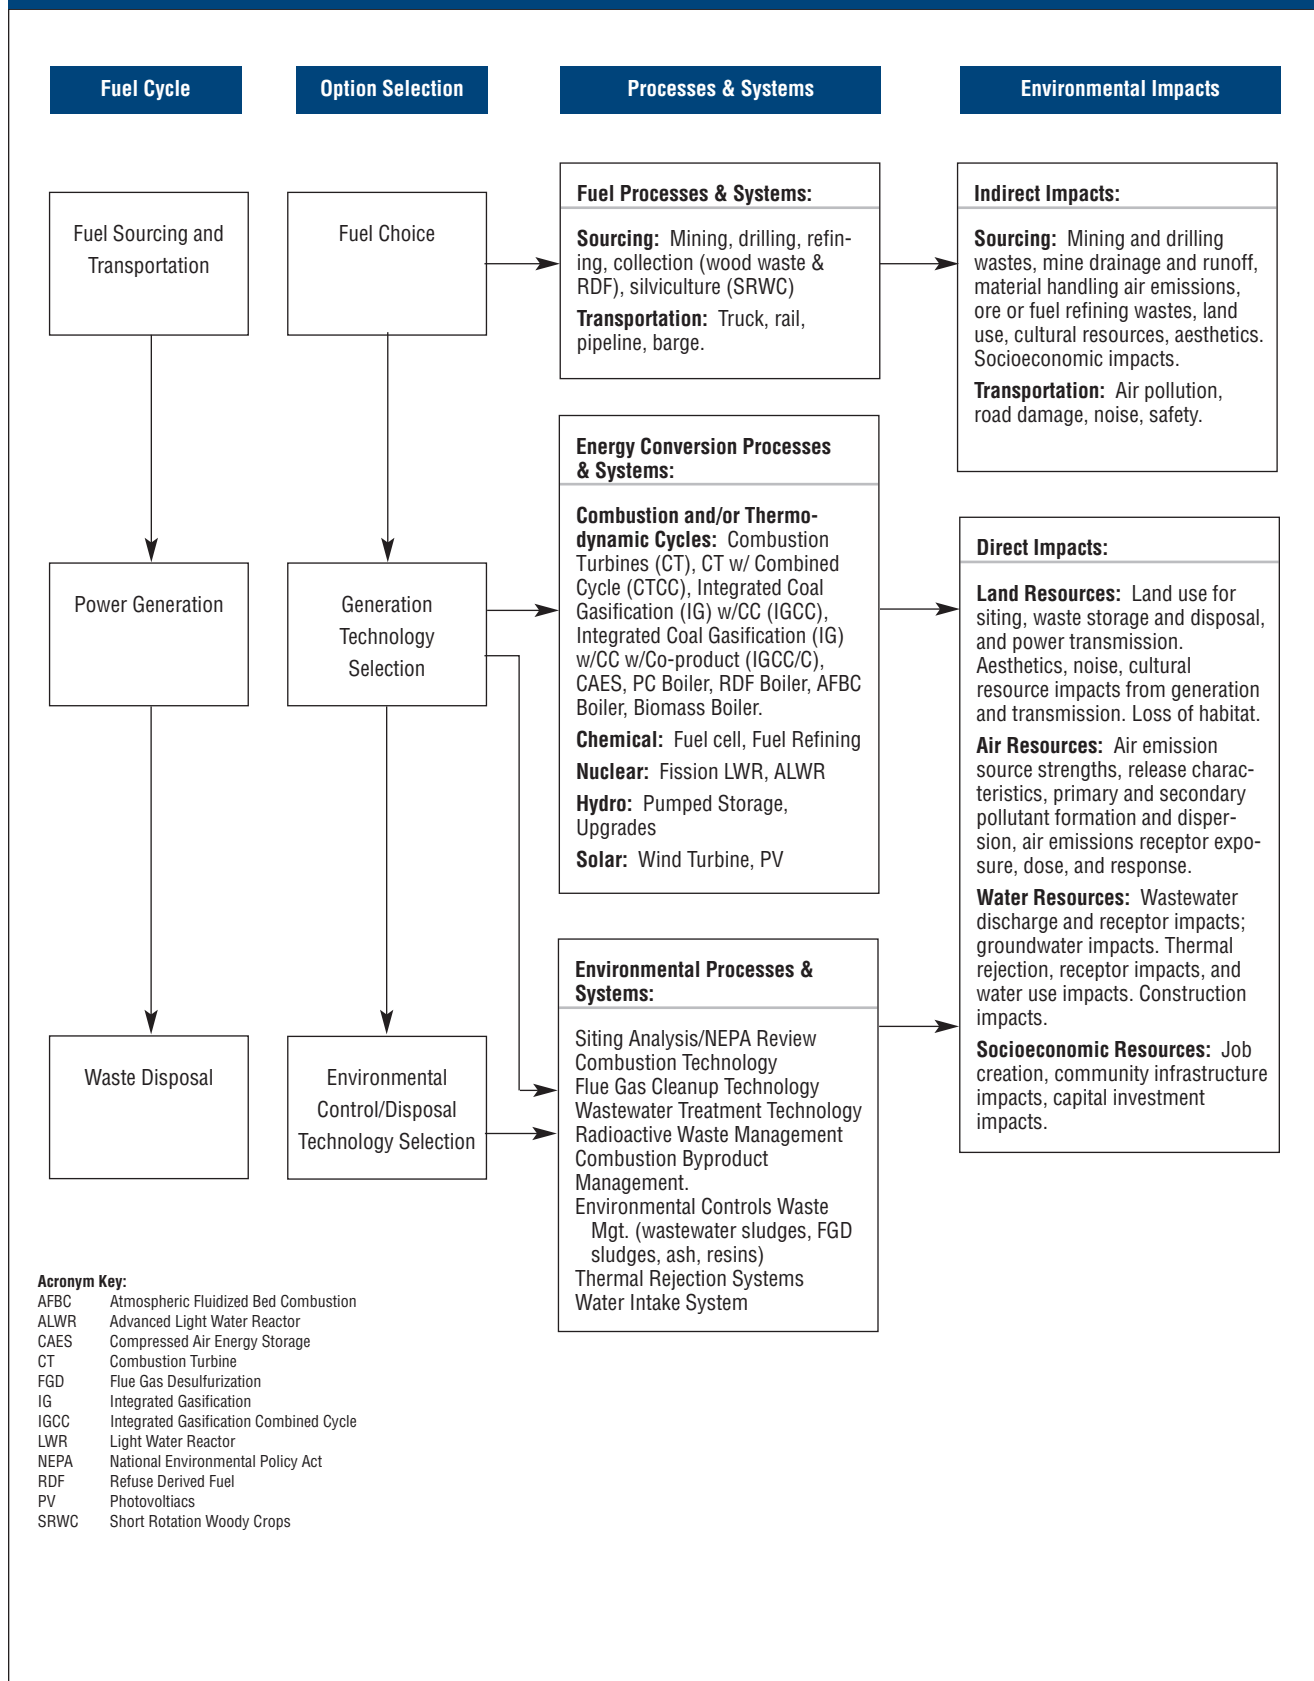 Fuel Cycle
Option Selection
Processes & Systems
Environmental Impacts
Fuel Sourcing and
Transportation
Power Generation
Waste Disposal
Fuel Choice
Generation
Technology
Selection
Environmental
Control/Disposal
Technology Selection
Fuel Processes & Systems:
Sourcing: Mining, drilling, refin-
ing, collection (wood waste &
RDF), silviculture (SRWC)
Transportation: Truck, rail,
pipeline, barge.
Energy Conversion Processes
& Systems:
Combustion and/or Thermo-
dynamic Cycles: Combustion
Turbines (CT), CT w/ Combined
Cycle (CTCC), Integrated Coal
Gasification (IG) w/CC (IGCC),
Integrated Coal Gasification (IG)
w/CC w/Co-product (IGCC/C),
CAES, PC Boiler, RDF Boiler, AFBC
Boiler, Biomass Boiler.
Chemical: Fuel cell, Fuel Refining
Nuclear: Fission LWR, ALWR
Hydro: Pumped Storage,
Upgrades
Solar: Wind Turbine, PV
Environmental Processes &
Systems:
Siting Analysis/NEPA Review
Combustion Technology
Flue Gas Cleanup Technology
Wastewater Treatment Technology
Radioactive Waste Management
Combustion Byproduct
Management.
Environmental Controls Waste
Mgt. (wastewater sludges, FGD
sludges, ash, resins)
Thermal Rejection Systems
Water Intake System
Indirect Impacts:
Sourcing: Mining and drilling
wastes, mine drainage and runoff,
material handling air emissions,
ore or fuel refining wastes, land
use, cultural resources, aesthetics.
Socioeconomic impacts.
Transportation: Air pollution,
road damage, noise, safety.
Direct Impacts:
Land Resources: Land use for
siting, waste storage and disposal,
and power transmission.
Aesthetics, noise, cultural
resource impacts from generation
and transmission. Loss of habitat.
Air Resources: Air emission
source strengths, release charac-
teristics, primary and secondary
pollutant formation and disper-
sion, air emissions receptor expo-
sure, dose, and response.
Water Resources: Wastewater
discharge and receptor impacts;
groundwater impacts. Thermal
rejection, receptor impacts, and
water use impacts. Construction
impacts.
Socioeconomic Resources: Job
creation, community infrastructure
impacts, capital investment
impacts.
Acronym Key:
AFBC Atmospheric Fluidized Bed Combustion
ALWR Advanced Light Water Reactor
CAES Compressed Air Energy Storage
CT Combustion Turbine
FGD Flue Gas Desulfurization
IG Integrated Gasification
IGCC Integrated Gasification Combined Cycle
LWR Light Water Reactor
NEPA National Environmental Policy Act
RDF Refuse Derived Fuel
PV Photovoltiacs
SRWC Short Rotation Woody Crops